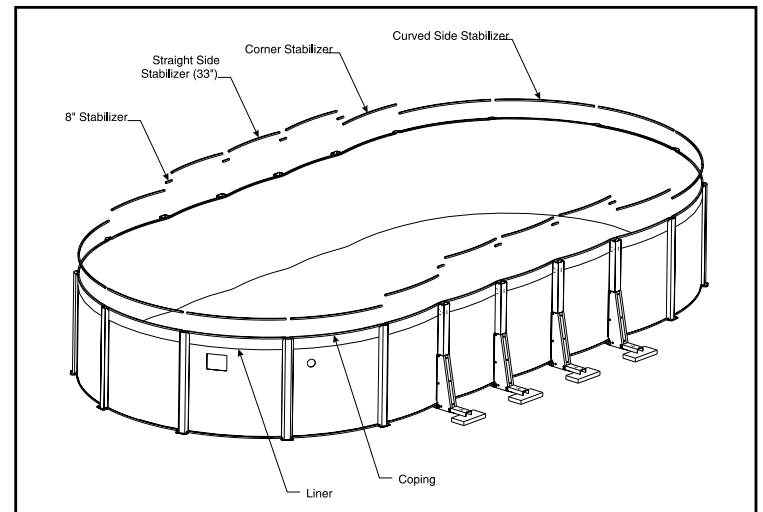 Curved Side Stabilizer
Corner Stabilizer
Straight Side
Stabilizer (33")
8" Stabilizer
Coping
Liner